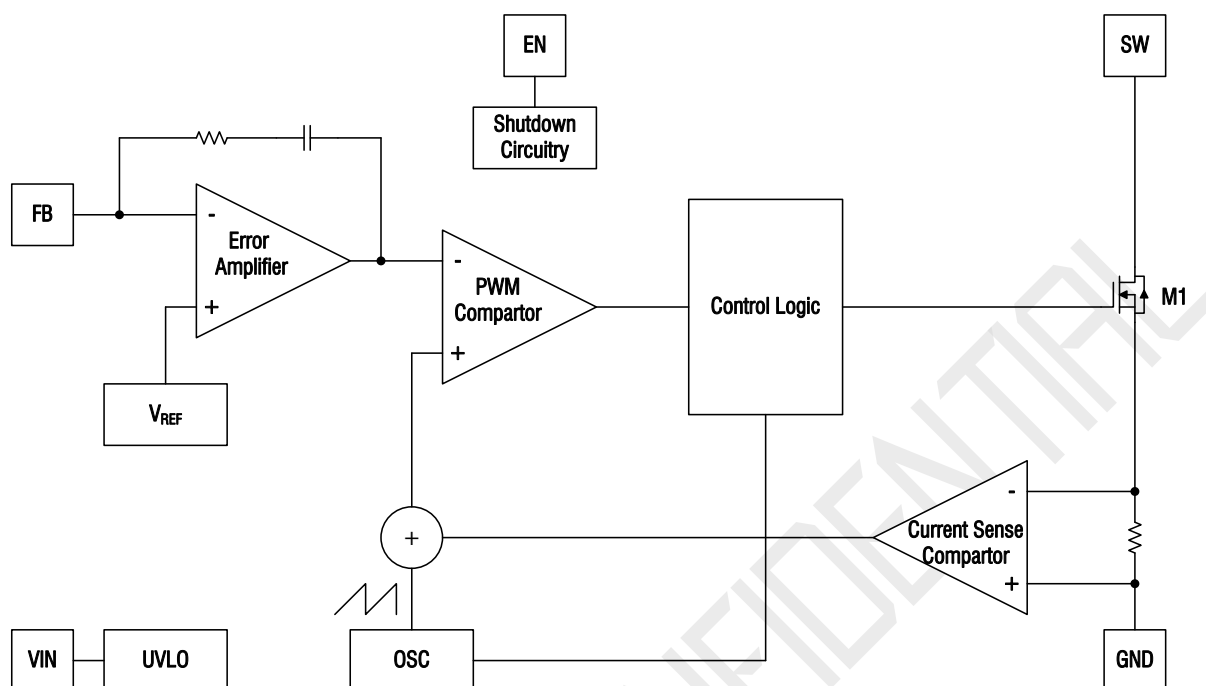 EN
SW
Shutdown
Circuitry
FB
-
Error
Amplifier
+
-
PWM
Compartor
+
Control Logic
M1
VREF
-
Current Sense
Compartor
+
+
VIN
UVLO
OSC
GND
FIDENTIAL